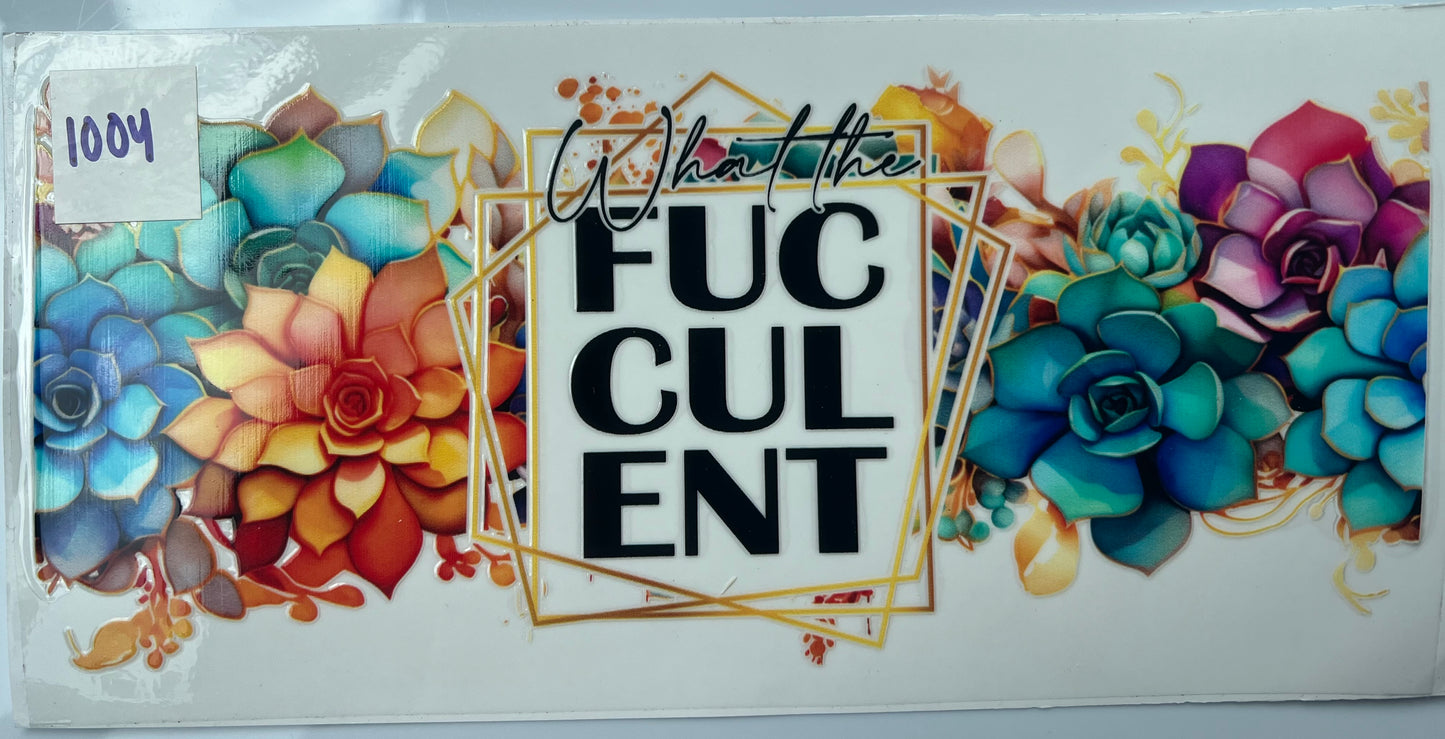 1004
What the
FUC
CUL
ENT